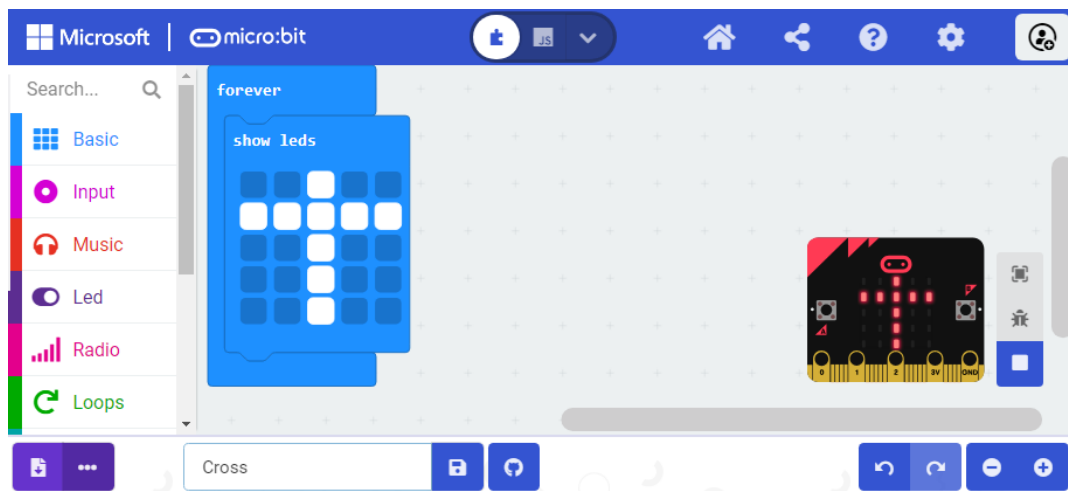 Microsoft micro:bit JS
Search...
Basic
Input
Music
Led
Radio
Loops
forever
show leds
A
B
0 1 2 3V GND
Cross